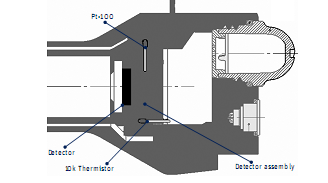 Pt-100
Detector
10k Thermistor
Detector assembly